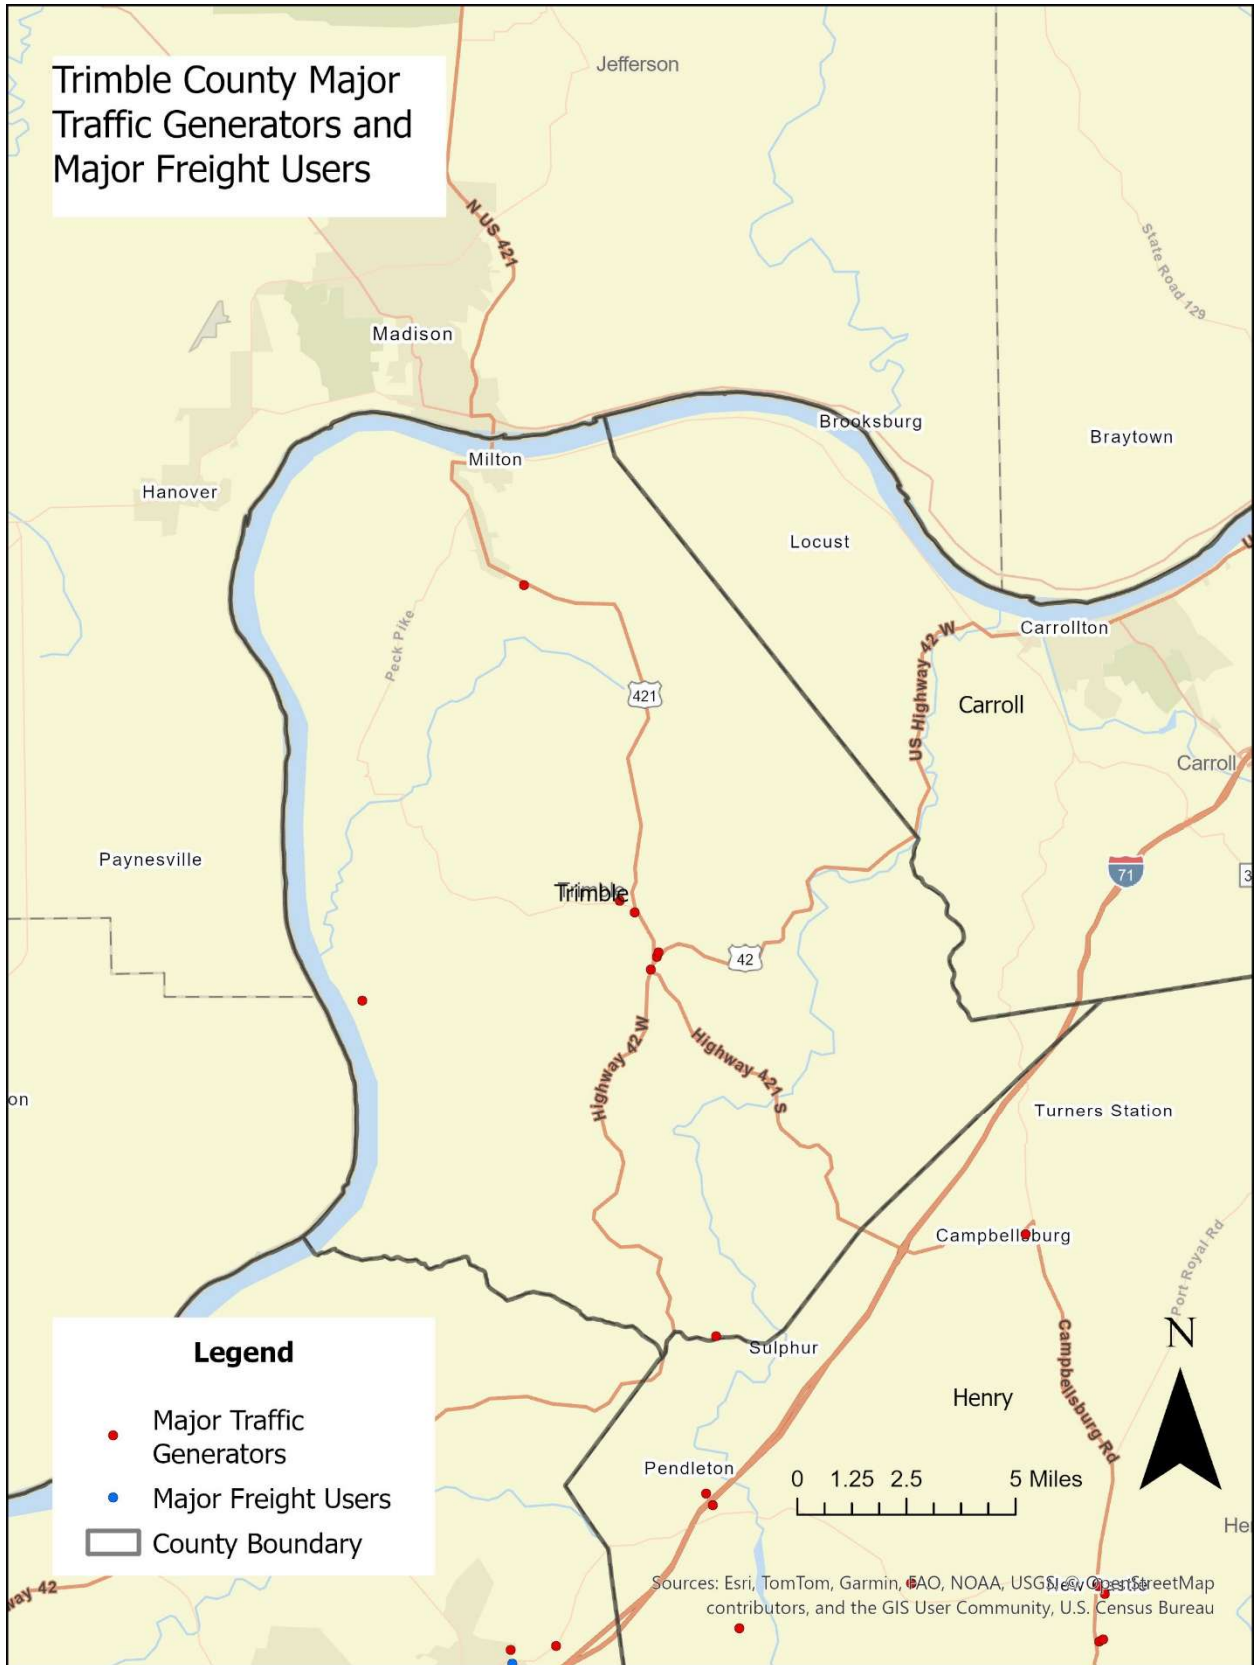 Trimble County Major
Traffic Generators and
Major Freight Users
Jefferson
N US 421
State Road 129
Madison
Brooksburg
Braytown
Milton
Hanover
Locust
Carrollton
Peck Pike
US Highway 42 W
421
Carroll
Carroll
Paynesville
71
3
Trimble
Trimble
42
Highway 42 W
Highway 421 S
on
Turners Station
Campbellsburg
Port Royal Rd
N
Sulphur
Campbellsburg Rd
Henry
Legend
Major Traffic
Generators
Major Freight Users
County Boundary
Pendleton
0 1.25 2.5 5 Miles
He
way 42
New Castle
Sources: Esri, TomTom, Garmin, FAO, NOAA, USGS, © OpenStreetMap
contributors, and the GIS User Community, U.S. Census Bureau